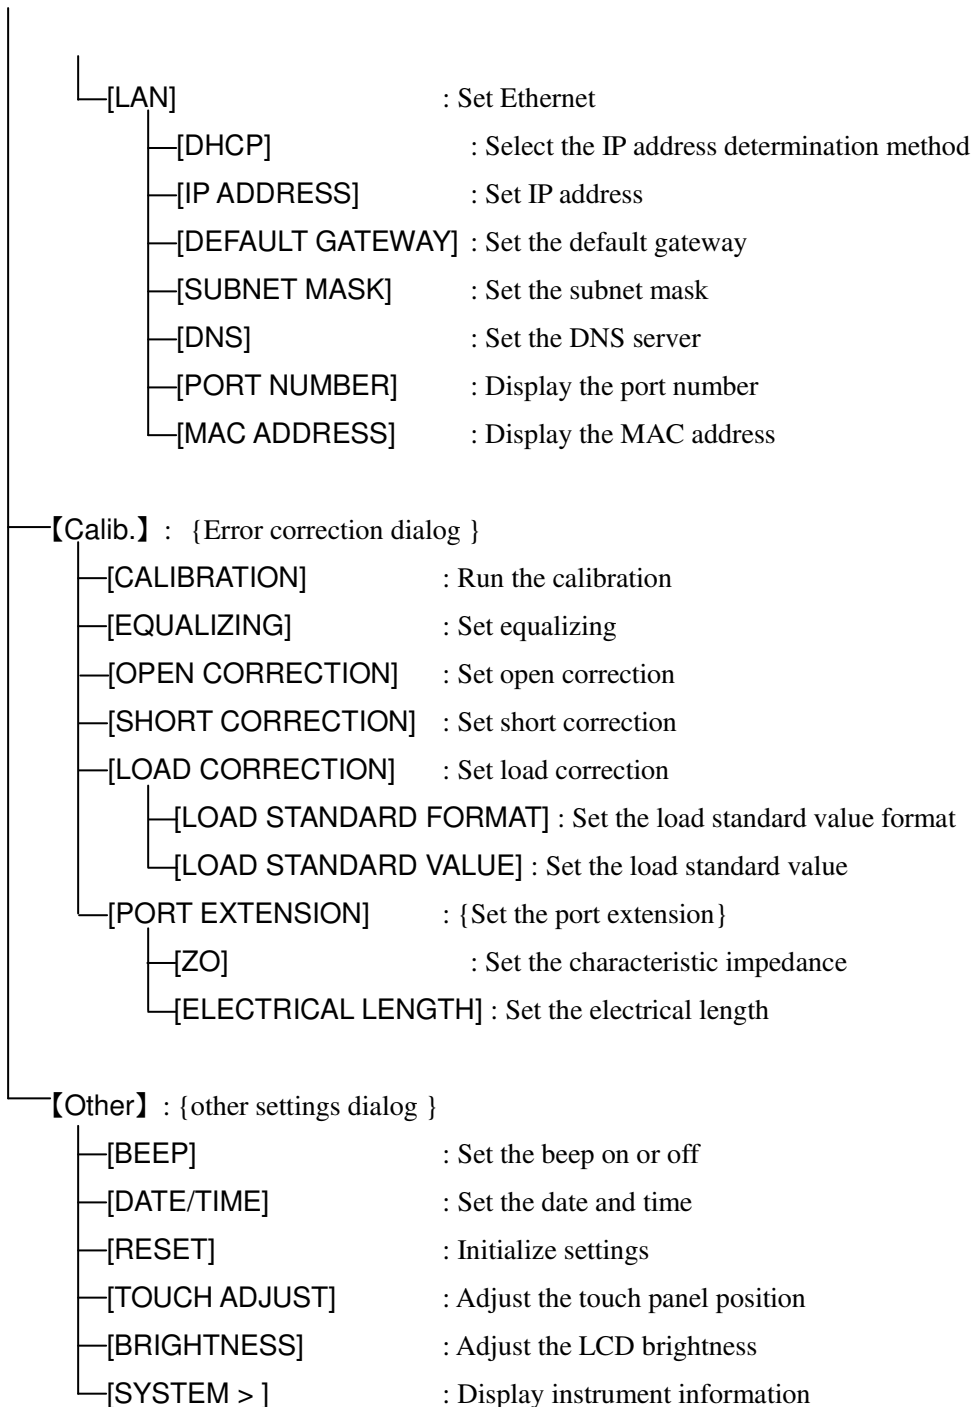 [LAN] : Set Ethernet
[DHCP] : Select the IP address determination method
[IP ADDRESS] : Set IP address
[DEFAULT GATEWAY] : Set the default gateway
[SUBNET MASK] : Set the subnet mask
[DNS] : Set the DNS server
[PORT NUMBER] : Display the port number
[MAC ADDRESS] : Display the MAC address
【Calib.】 : {Error correction dialog }
[CALIBRATION] : Run the calibration
[EQUALIZING] : Set equalizing
[OPEN CORRECTION] : Set open correction
[SHORT CORRECTION] : Set short correction
[LOAD CORRECTION] : Set load correction
[LOAD STANDARD FORMAT] : Set the load standard value format
[LOAD STANDARD VALUE] : Set the load standard value
[PORT EXTENSION] : {Set the port extension}
[ZO] : Set the characteristic impedance
[ELECTRICAL LENGTH] : Set the electrical length
【Other】 : {other settings dialog }
[BEEP] : Set the beep on or off
[DATE/TIME] : Set the date and time
[RESET] : Initialize settings
[TOUCH ADJUST] : Adjust the touch panel position
[BRIGHTNESS] : Adjust the LCD brightness
[SYSTEM > ] : Display instrument information